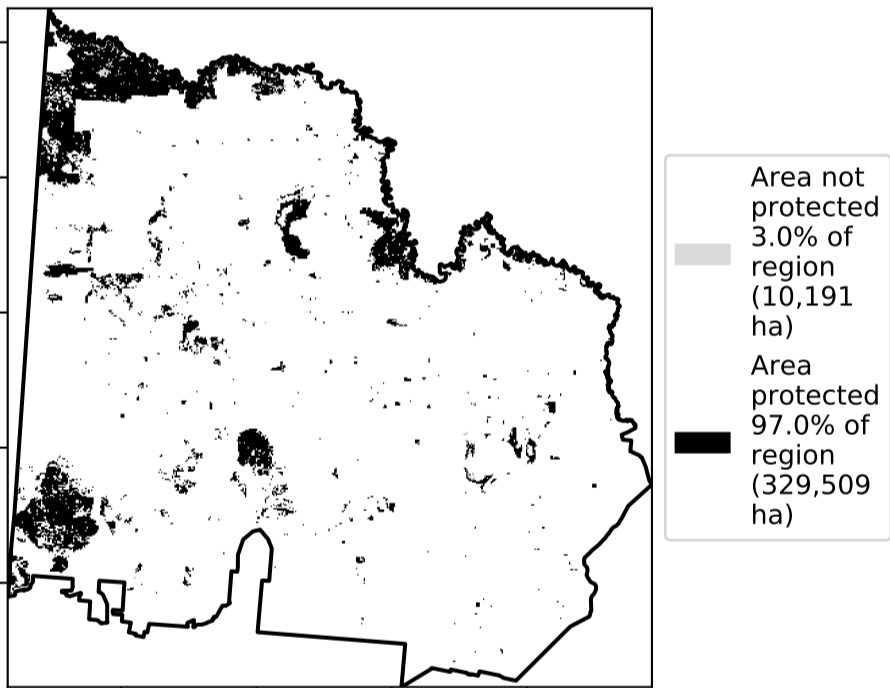 Area not
protected
3.0% of
region
(10,191
ha)
Area
protected
97.0% of
region
(329,509
ha)